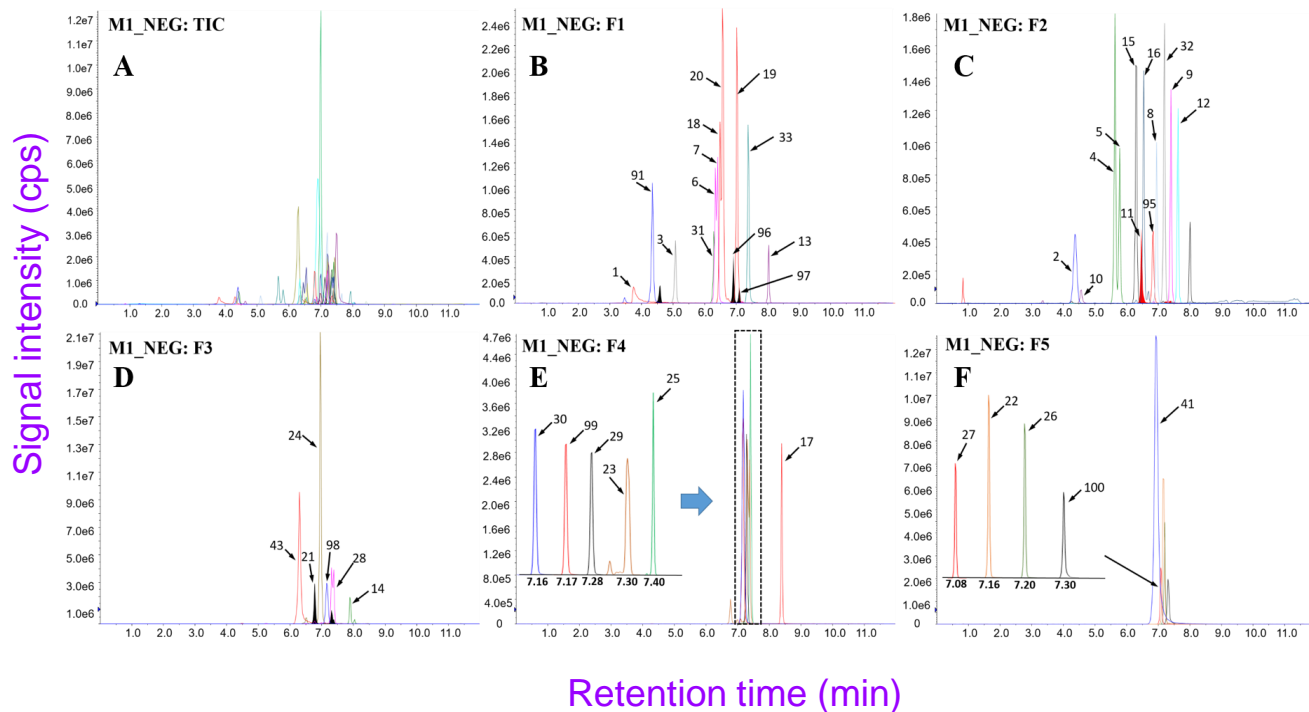 Signal intensity (cps)
M1_NEG: TIC
A
1.2e7
1.1e7
1.0e7
9.0e6
8.0e6
7.0e6
6.0e6
5.0e6
4.0e6
3.0e6
2.0e6
1.0e6
0.0
1.0 2.0 3.0 4.0 5.0 6.0 7.0 8.0 9.0 10.0 11.0
M1_NEG: F1
B
2.4e6
2.2e6
2.0e6
1.8e6
1.6e6
1.4e6
1.2e6
1.0e6
8.0e5
6.0e5
4.0e5
2.0e5
0.0
20
19
18
33
7
91
6
3
31
96
13
1
97
1.0 2.0 3.0 4.0 5.0 6.0 7.0 8.0 9.0 10.0 11.0
M1_NEG: F2
C
1.8e6
1.6e6
1.4e6
1.2e6
1.0e6
8.0e5
6.0e5
4.0e5
2.0e5
0.0
15
16
32
9
12
8
5
4
11
95
2
10
1.0 2.0 3.0 4.0 5.0 6.0 7.0 8.0 9.0 10.0 11.0
M1_NEG: F3
D
2.1e7
1.9e7
1.7e7
1.5e7
1.3e7
1.1e7
9.0e6
7.0e6
5.0e6
3.0e6
1.0e6
24
43
21
98
28
14
1.0 2.0 3.0 4.0 5.0 6.0 7.0 8.0 9.0 10.0 11.0
M1_NEG: F4
E
4.7e6
4.4e6
4.0e6
3.6e6
3.2e6
2.8e6
2.4e6
2.0e6
1.6e6
1.2e6
8.0e5
4.0e5
0.0
30
99
29
23
25
17
7.16 7.17 7.28 7.30 7.40
1.0 2.0 3.0 4.0 5.0 6.0 7.0 8.0 9.0 10.0 11.0
M1_NEG: F5
F
1.2e7
1.1e7
1.0e7
9.0e6
8.0e6
7.0e6
6.0e6
5.0e6
4.0e6
3.0e6
2.0e6
1.0e6
0.0
27
22
26
100
41
7.08 7.16 7.20 7.30
1.0 2.0 3.0 4.0 5.0 6.0 7.0 8.0 9.0 10.0 11.0
Retention time (min)